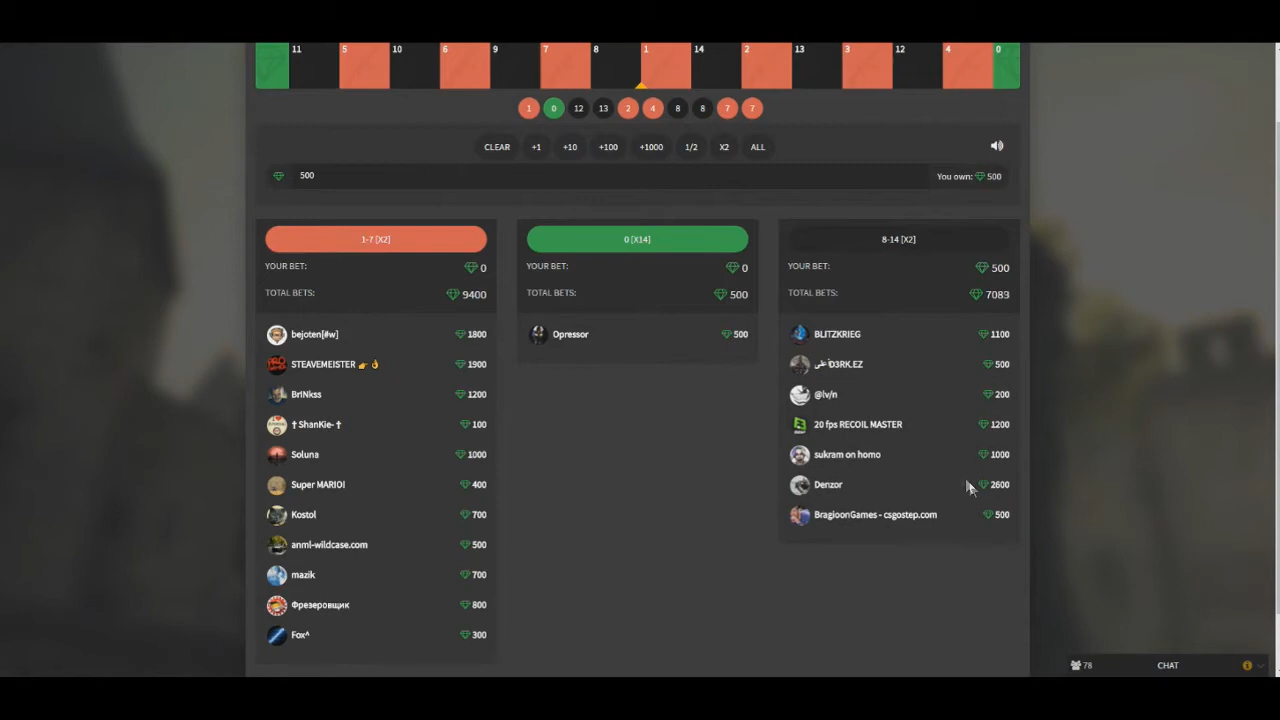 11 5 10 6 9 7 8 1 14 2 13 3 12 4 0
1 0 12 13 2 4 8 8 7 7
CLEAR +1 +10 +100 +1000 1/2 X2 ALL
500 You own: 500
1-7 [X2]
YOUR BET: 0
TOTAL BETS: 9400
bejoten[#w] 1800
STEAVEMEISTER 👉👌 1900
BrINkss 1200
† ShanKie- † 100
Soluna 1000
Super MARIO! 400
Kostol 700
anml-wildcase.com 500
mazik 700
Фрезеровщик 800
Fox^ 300
0 [X14]
YOUR BET: 0
TOTAL BETS: 500
Opressor 500
8-14 [X2]
YOUR BET: 500
TOTAL BETS: 7083
BLITZKRIEG 1100
D3RK.EZ 500
@lv/n 200
20 fps RECOIL MASTER 1200
sukram on homo 1000
Denzor 2600
BragioonGames - csgostep.com 500
78 CHAT